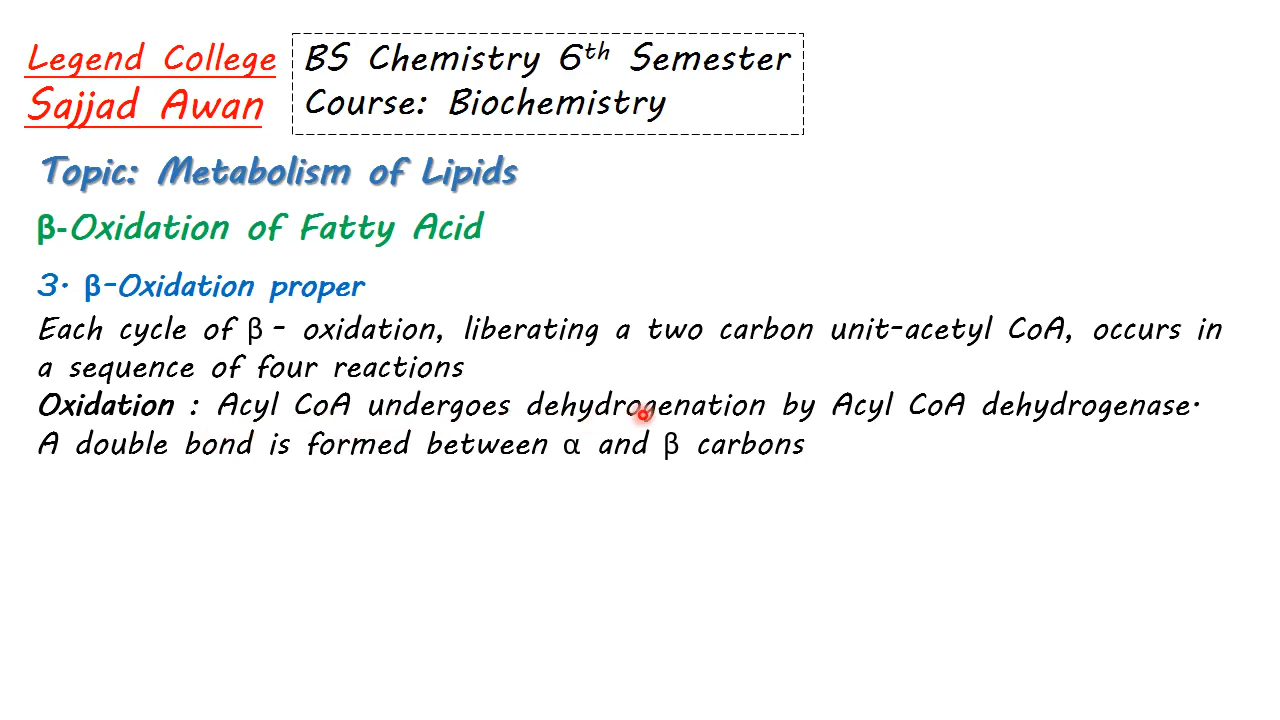 Legend College
Sajjad Awan
BS Chemistry 6th Semester
Course: Biochemistry
Topic: Metabolism of Lipids
β-Oxidation of Fatty Acid
3. β-Oxidation proper
Each cycle of β - oxidation, liberating a two carbon unit-acetyl CoA, occurs in
a sequence of four reactions
Oxidation : Acyl CoA undergoes dehydrogenation by Acyl CoA dehydrogenase.
A double bond is formed between α and β carbons